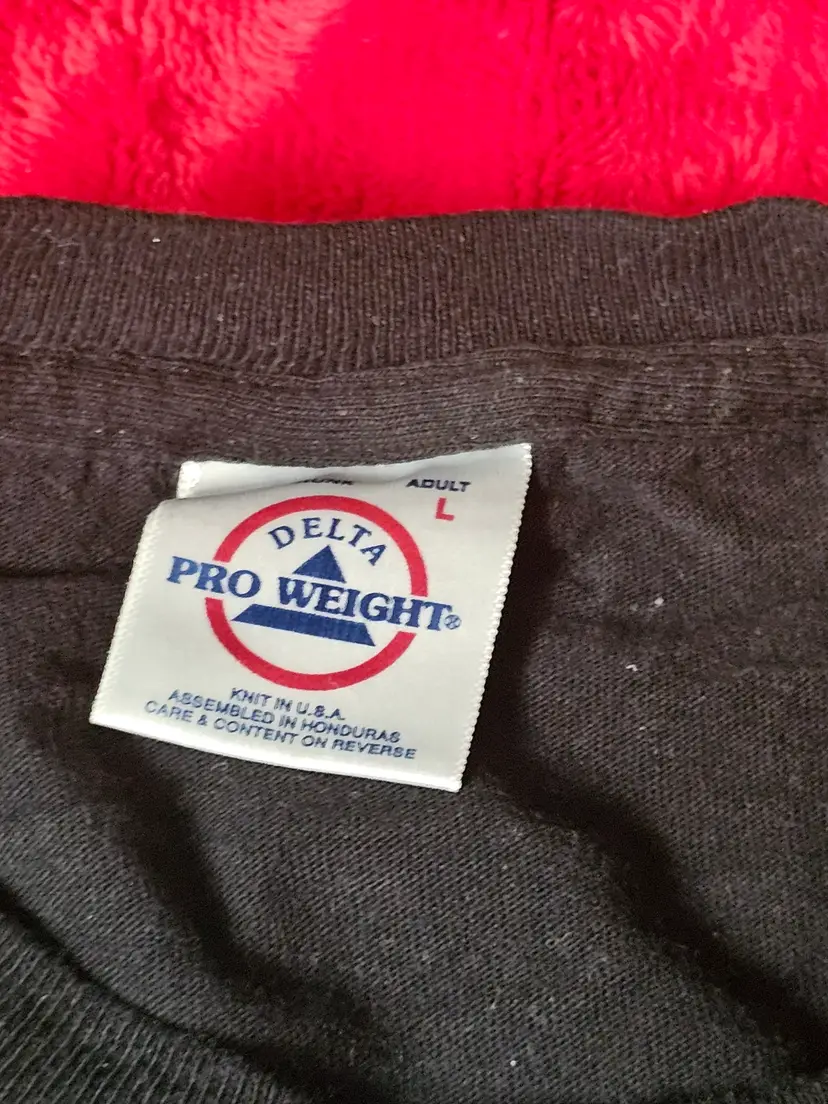 ADULT
L
DELTA
PRO WEIGHT®
KNIT IN U.S.A.
ASSEMBLED IN HONDURAS
CARE & CONTENT ON REVERSE